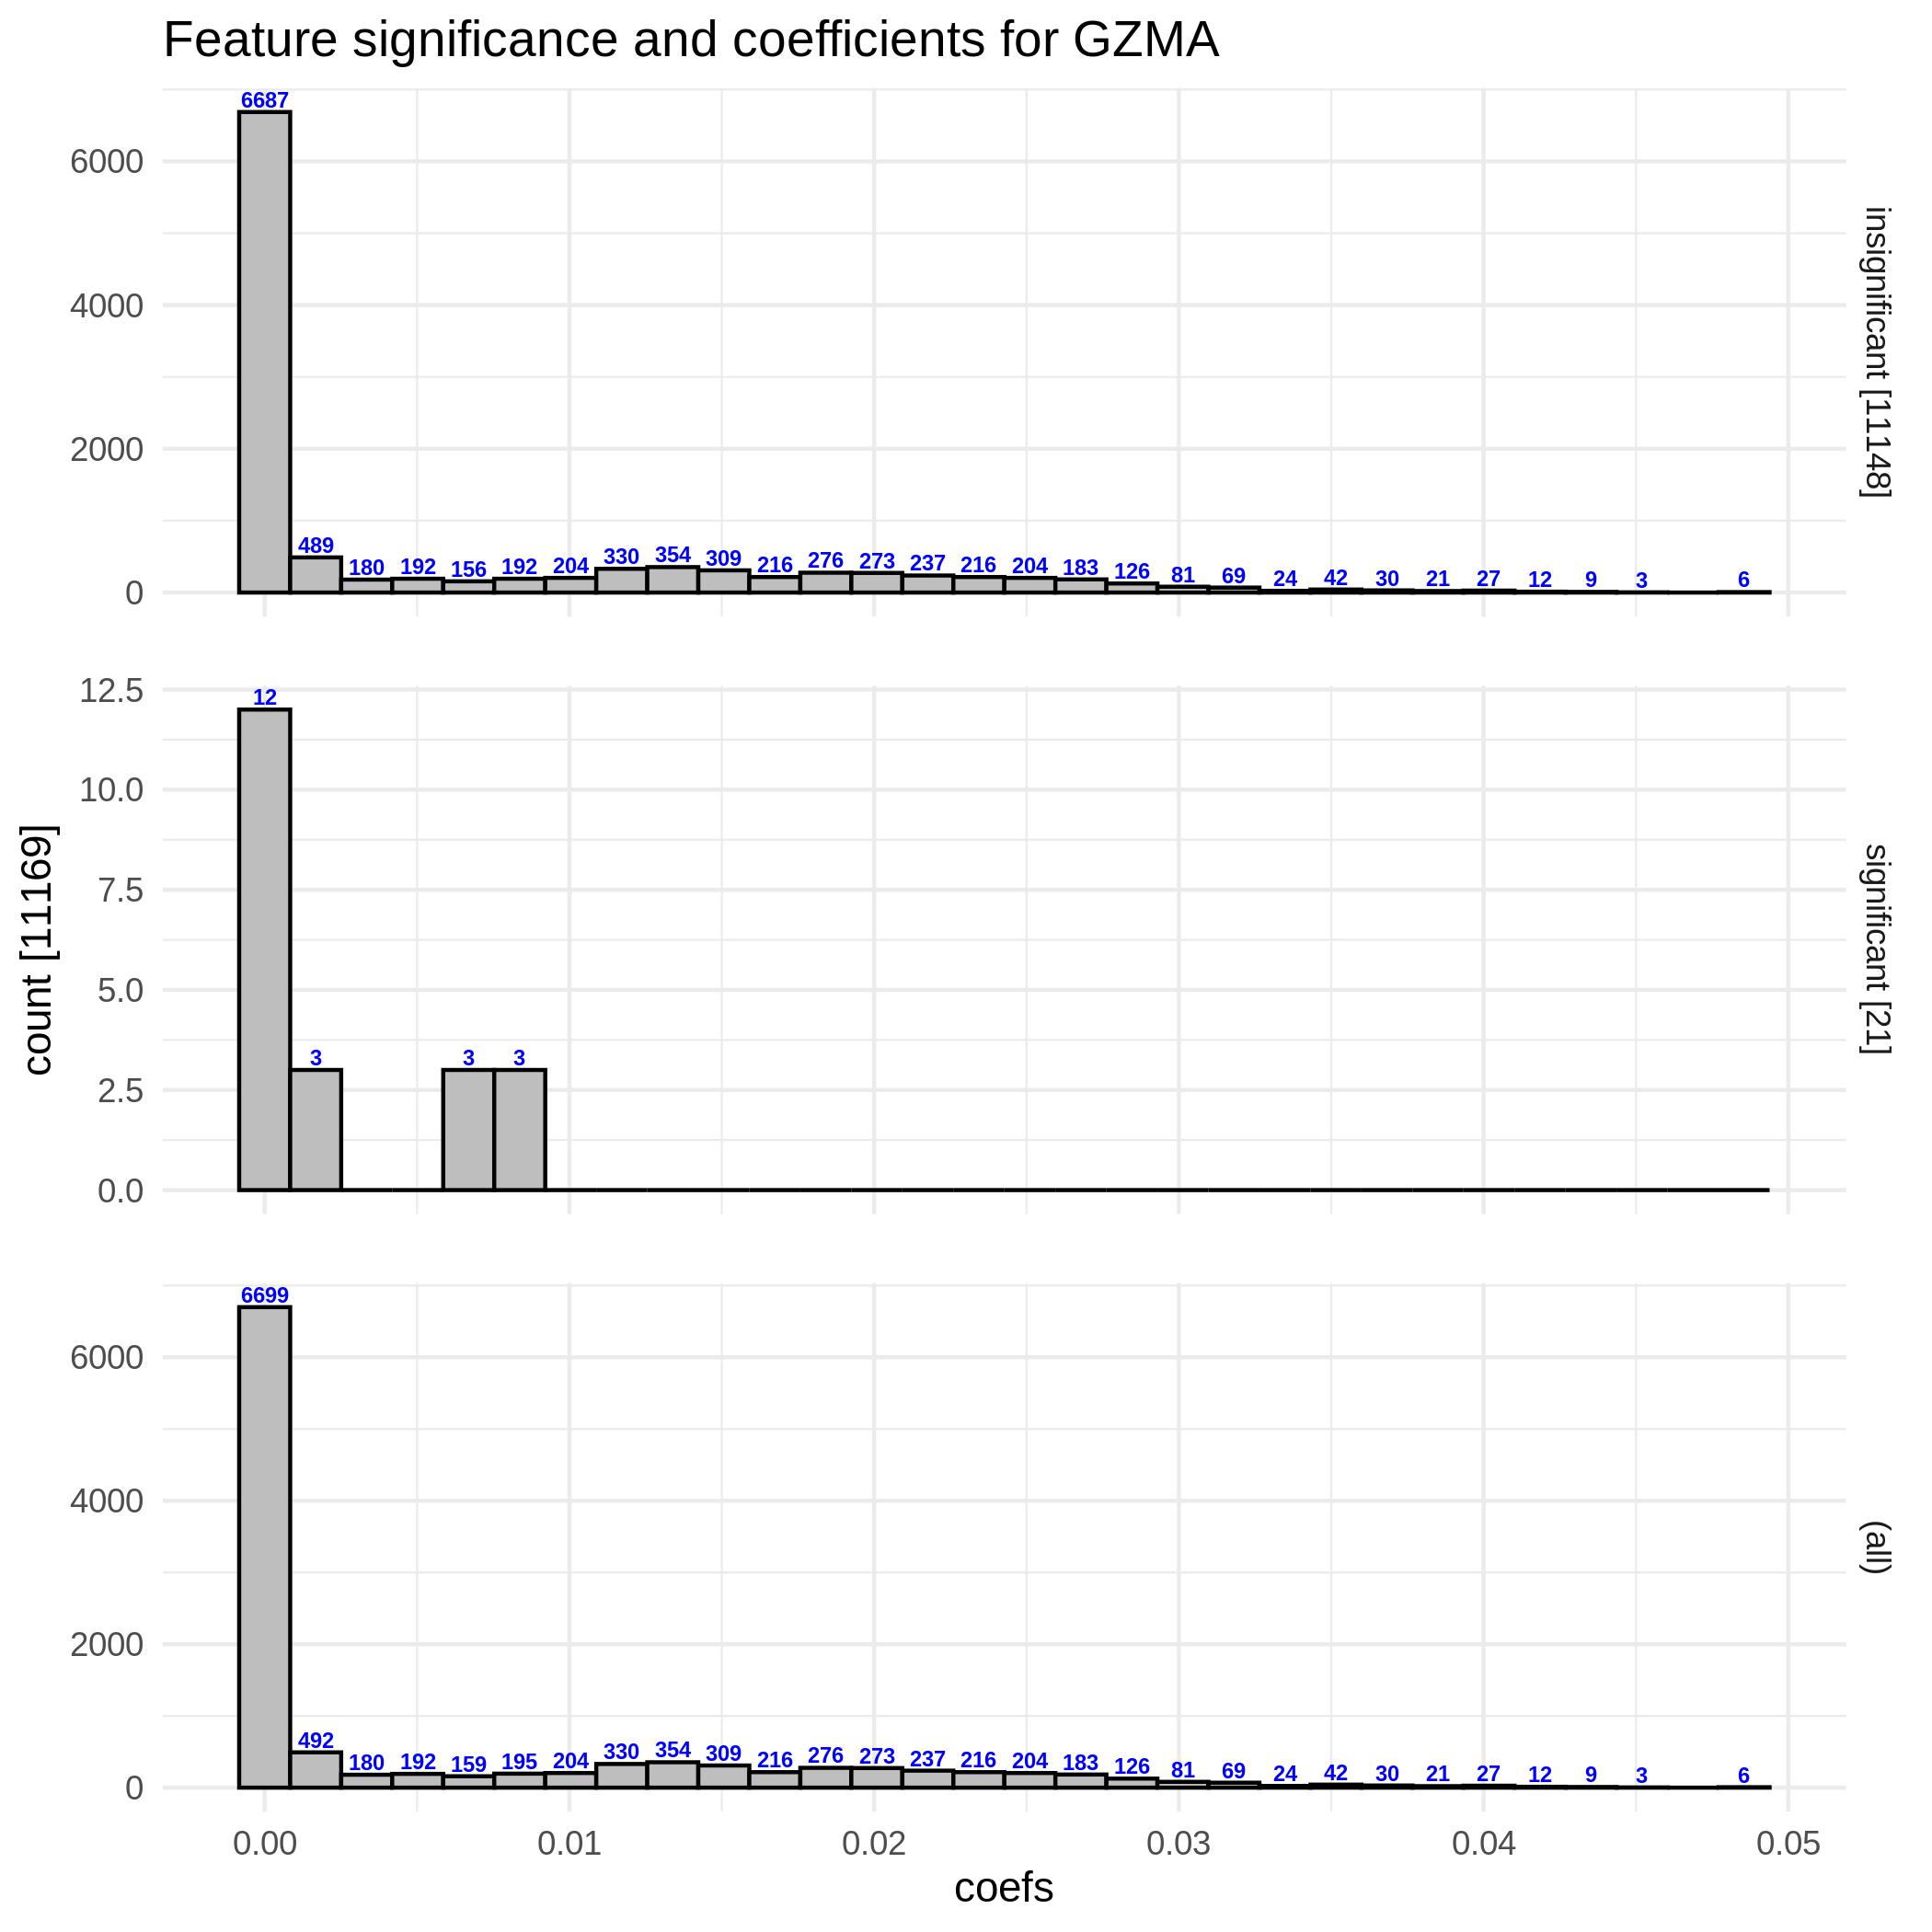 Feature significance and coefficients for GZMA
6687
6000
4000
2000
489 180 192 156 192 204 330 354 309 216 276 273 237 216 204 183 126 81 69 24 42 30 21 27 12 9 3 6
0
insignificant [11148]
count [11169]
12.5
12
10.0
7.5
5.0
3 3 3
2.5
0.0
significant [21]
6699
6000
4000
2000
492 180 192 159 195 204 330 354 309 216 276 273 237 216 204 183 126 81 69 24 42 30 21 27 12 9 3 6
0
(all)
0.00 0.01 0.02 0.03 0.04 0.05
coefs